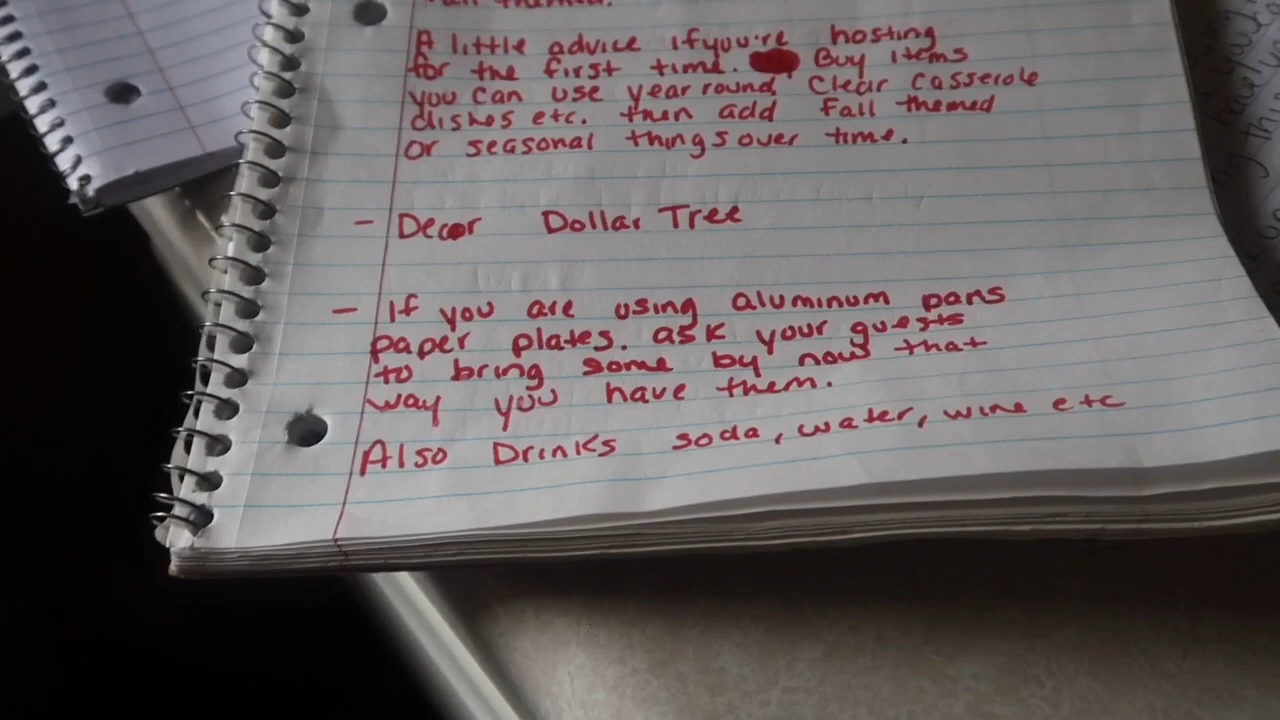 themed.
A little advice ifyou're hosting
for the first time. Buy items
you can use year round Clear casserole
dishes etc. then add Fall themed
or seasonal things over time.
- Decor Dollar Tree
- If you are using aluminum pans
paper plates. ask your guests
to bring some by now that
way you have them.
Also Drinks soda, water, wine etc